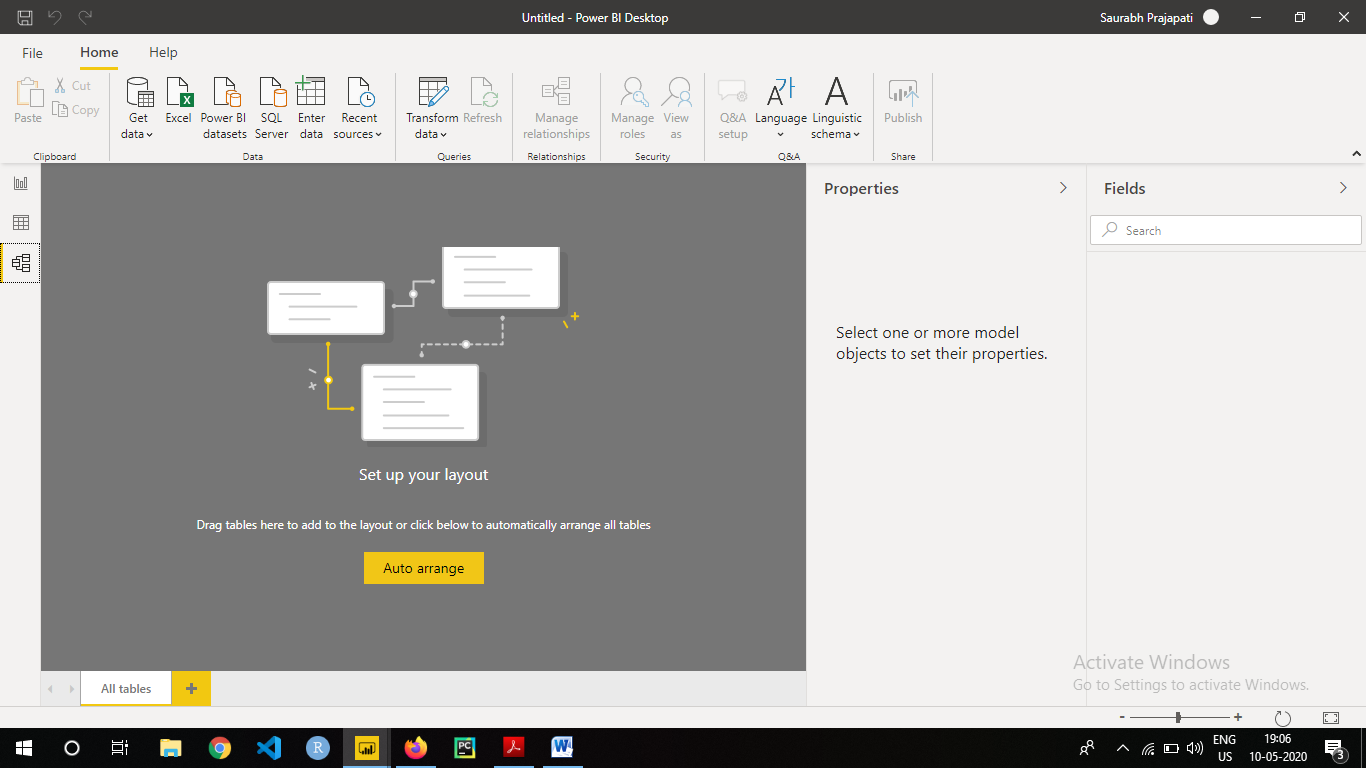 Untitled - Power BI Desktop
Saurabh Prajapati
File
Home
Help
Paste
Cut
Copy
Get
data
Excel
Power BI
datasets
SQL
Server
Enter
data
Recent
sources
Transform
data
Refresh
Manage
relationships
Manage
roles
View
as
Q&A
setup
Language
Linguistic
schema
Publish
Clipboard
Data
Queries
Relationships
Security
Q&A
Share
Properties
Fields
Search
Select one or more model
objects to set their properties.
Set up your layout
Drag tables here to add to the layout or click below to automatically arrange all tables
Auto arrange
Activate Windows
Go to Settings to activate Windows.
All tables
R
PC
W
ENG
US
19:06
10-05-2020
3